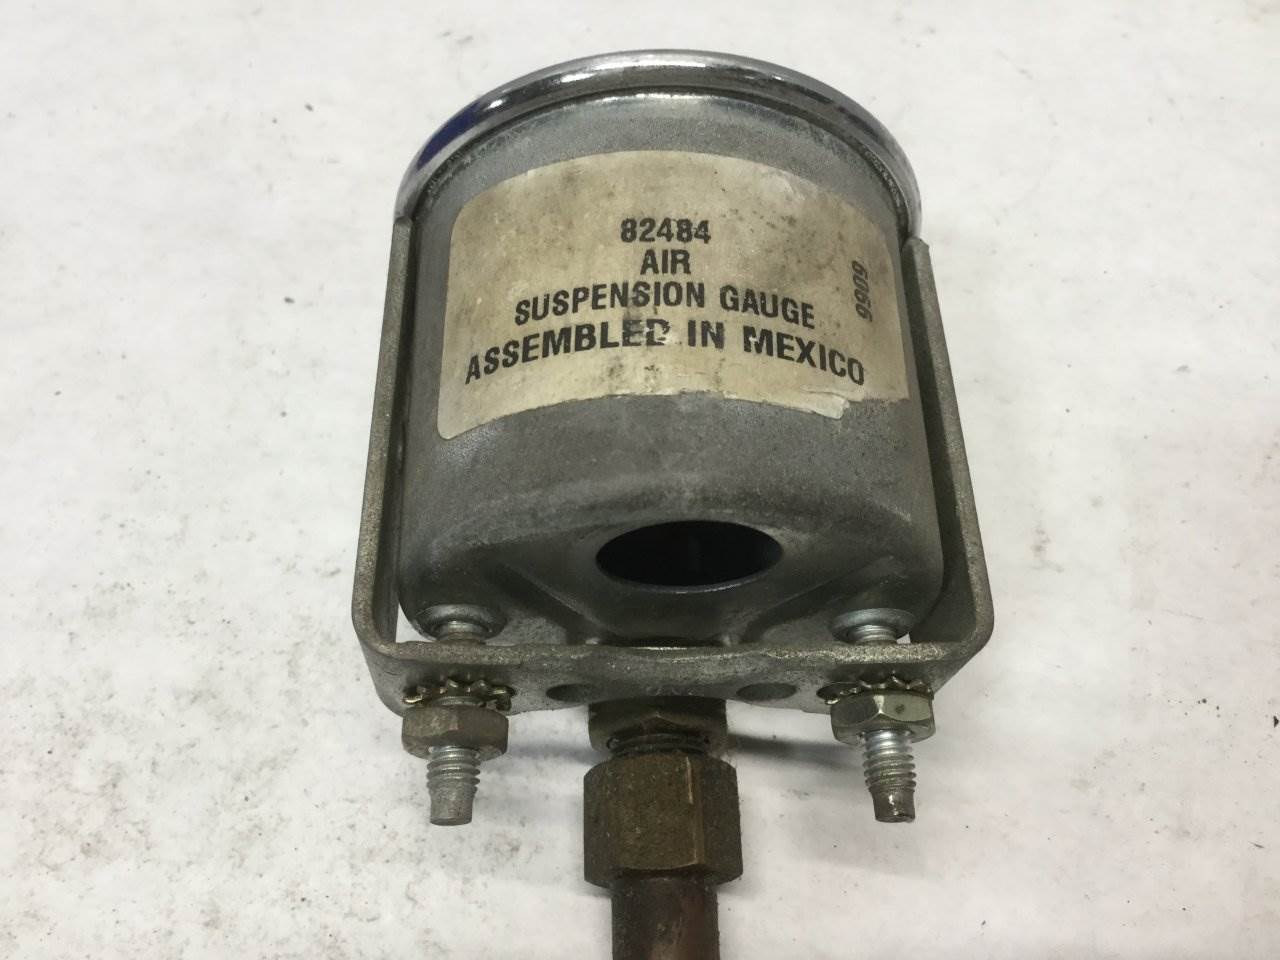 82484
AIR
SUSPENSION GAUGE
ASSEMBLED IN MEXICO
9909